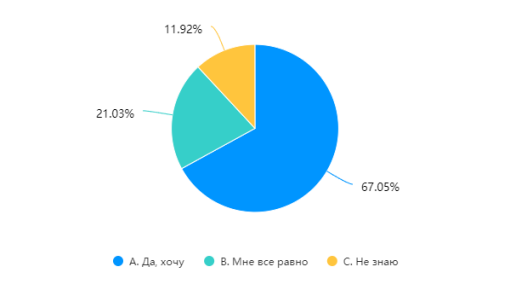 11.92%
21.03%
67.05%
A. Да, хочу B. Мне все равно C. Не знаю